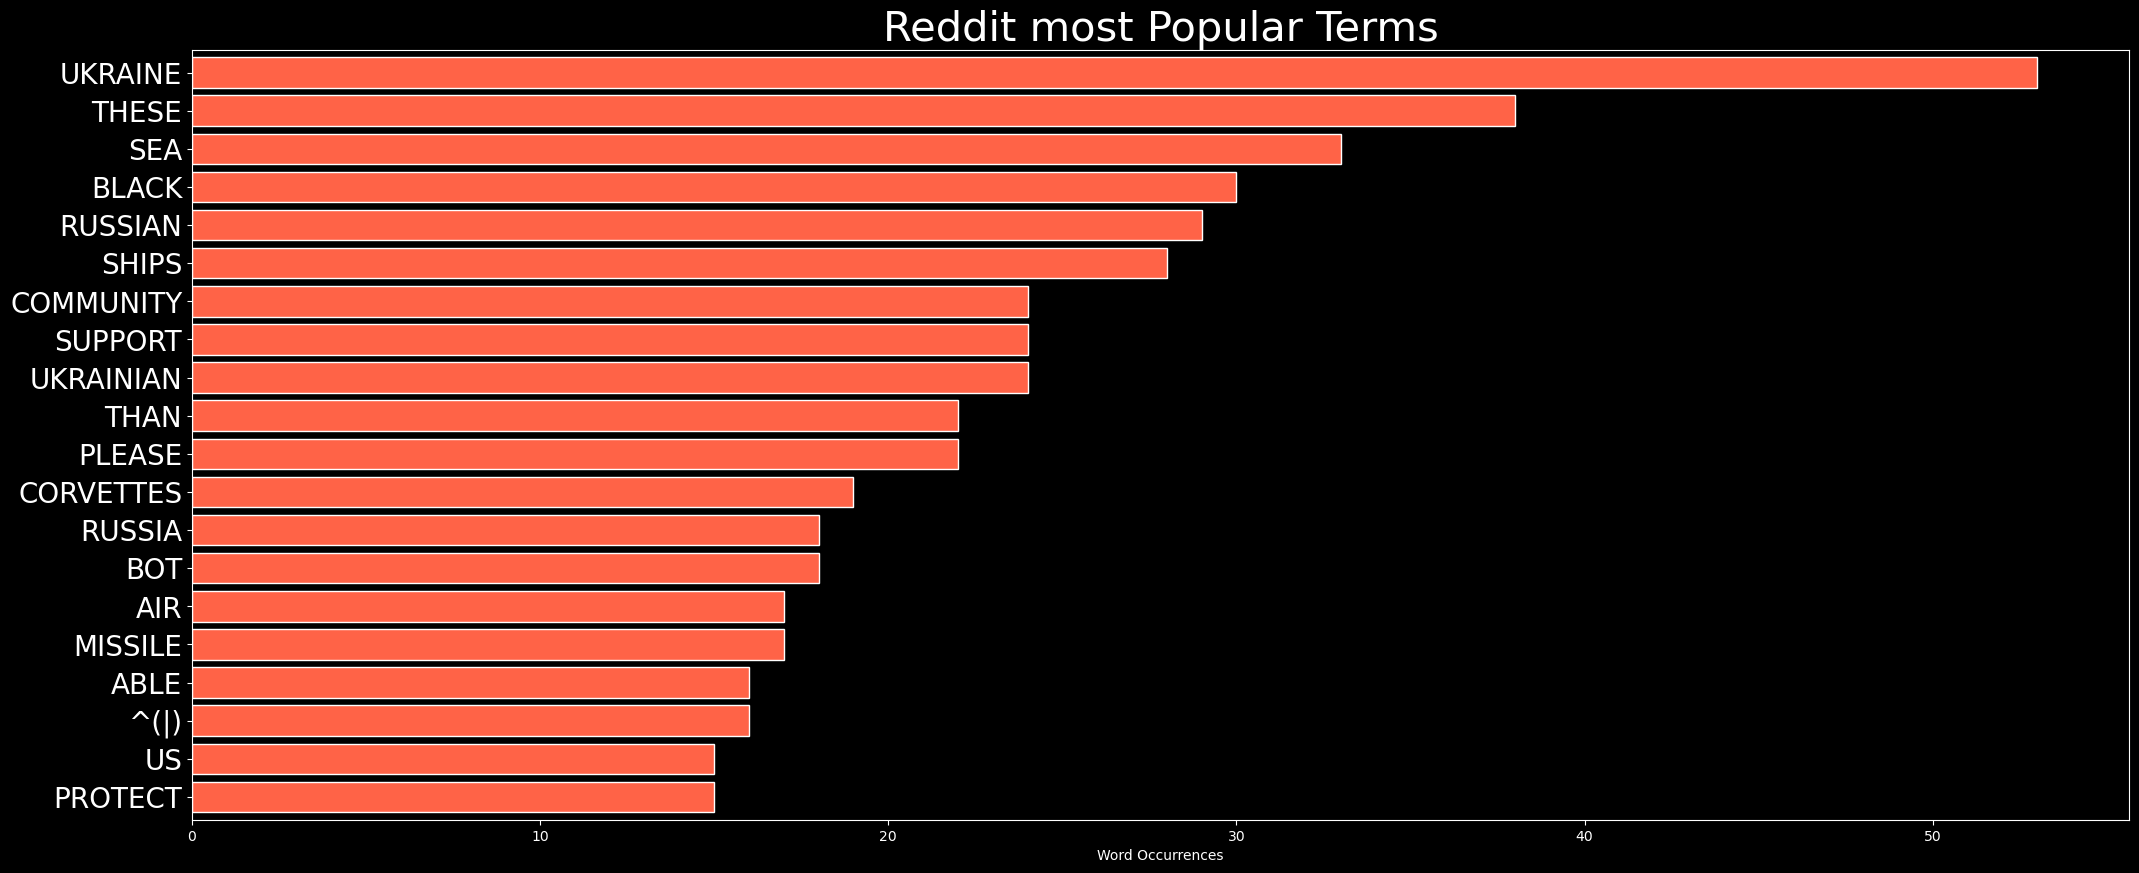 Reddit most Popular Terms
UKRAINE
THESE
SEA
BLACK
RUSSIAN
SHIPS
COMMUNITY
SUPPORT
UKRAINIAN
THAN
PLEASE
CORVETTES
RUSSIA
BOT
AIR
MISSILE
ABLE
^(|)
US
PROTECT
0 10 20 30 40 50
Word Occurrences